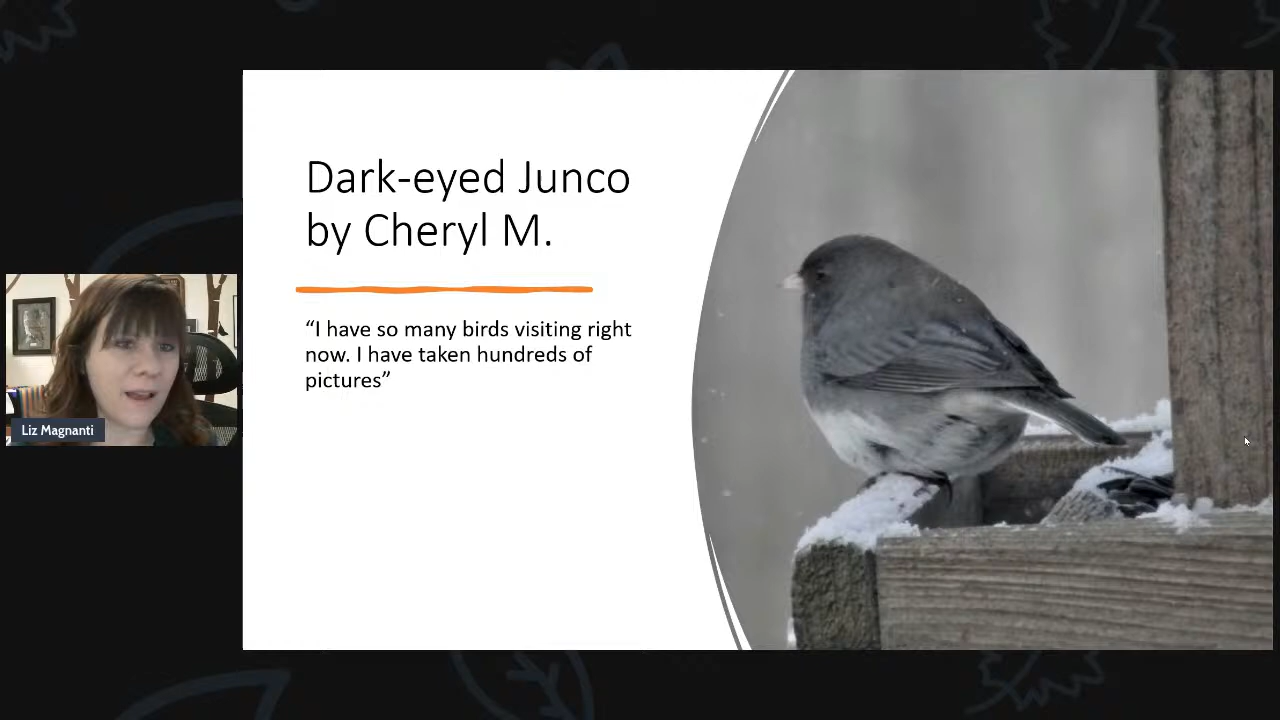 Dark-eyed Junco
by Cheryl M.
“I have so many birds visiting right
now. I have taken hundreds of
pictures”
Liz Magnanti